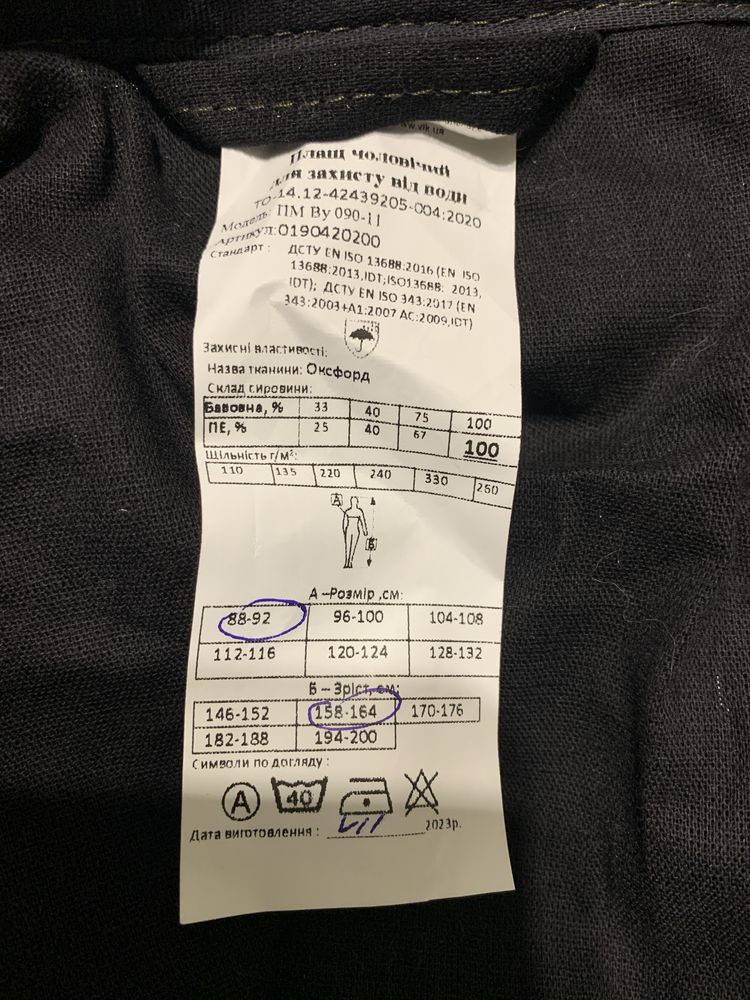 www.vik.ua
Плащ чоловічий
для захисту від води
ТО-14.12-42439205-004:2020
Модель: ПМ Ву 090-11
Артикул:0190420200
Стандарт : ДСТУ EN ISO 13688:2016 (EN ISO
13688:2013,IDT;ISO13688: 2013,
IDT); ДСТУ EN ISO 343:2017 (EN
343:2003+A1:2007 AC:2009,IDT)
Захисні властивості:
Назва тканини: Оксфорд
Склад сировини:
Бавовна, % 33 40 75 100
ПЕ, % 25 40 67 100
Щільність г/м²:
110 135 220 240 330 260
А
Б
А –Розмір ,см:
88-92 96-100 104-108
112-116 120-124 128-132
Б – Зріст, см:
146-152 158-164 170-176
182-188 194-200
Символи по догляду :
A 40
Дата виготовлення : VII 2023р.